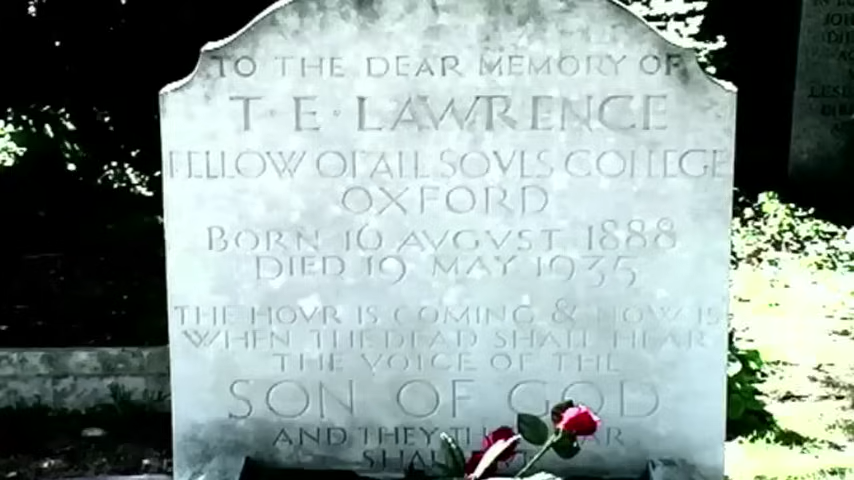 TO THE DEAR MEMORY OF
T·E·LAWRENCE
FELLOW OF ALL SOVLS COLLEGE
OXFORD
BORN 16 AVGVST 1888
DIED 19 MAY 1935
THE HOVR IS COMING & NOW IS
WHEN THE DEAD SHALL HEAR
THE VOICE OF THE
SON OF GOD
AND THEY